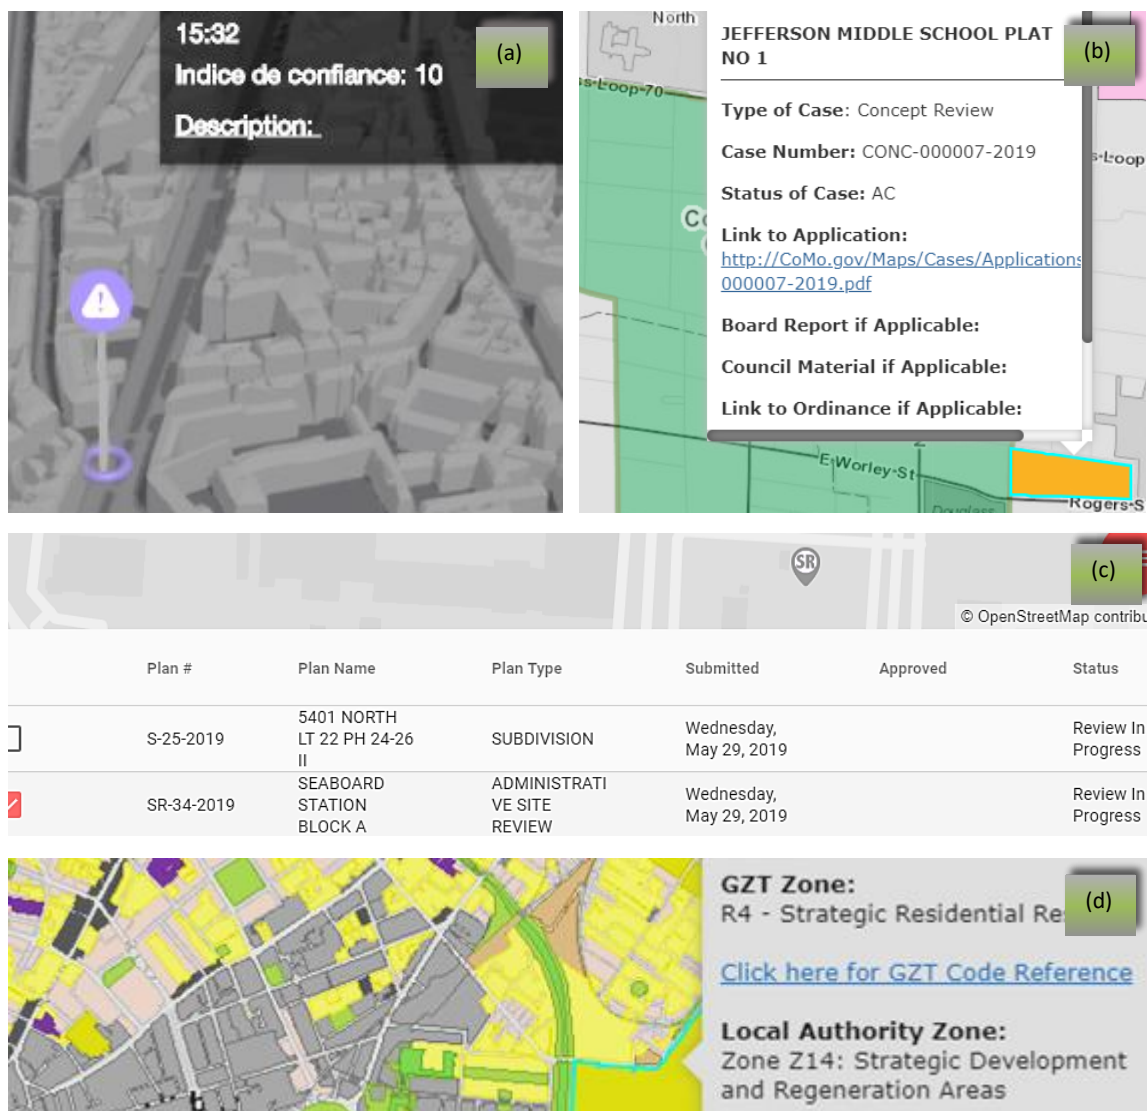 15:32
Indice de confiance: 10
Description:
(a)
North
ss-Loop-70
JEFFERSON MIDDLE SCHOOL PLAT
NO 1
(b)
Type of Case: Concept Review
Case Number: CONC-000007-2019
s-Loop
Status of Case: AC
Link to Application:
http://CoMo.gov/Maps/Cases/Applications
000007-2019.pdf
Board Report if Applicable:
Council Material if Applicable:
Link to Ordinance if Applicable:
E-Worley-St
Rogers-S
Douglass
SR
(c)
© OpenStreetMap contribu
Plan # Plan Name Plan Type Submitted Approved Status
S-25-2019 5401 NORTH LT 22 PH 24-26 II SUBDIVISION Wednesday, May 29, 2019 Review In Progress
SR-34-2019 SEABOARD STATION BLOCK A ADMINISTRATI VE SITE REVIEW Wednesday, May 29, 2019 Review In Progress
GZT Zone:
R4 - Strategic Residential Re
(d)
Click here for GZT Code Reference
Local Authority Zone:
Zone Z14: Strategic Development
and Regeneration Areas